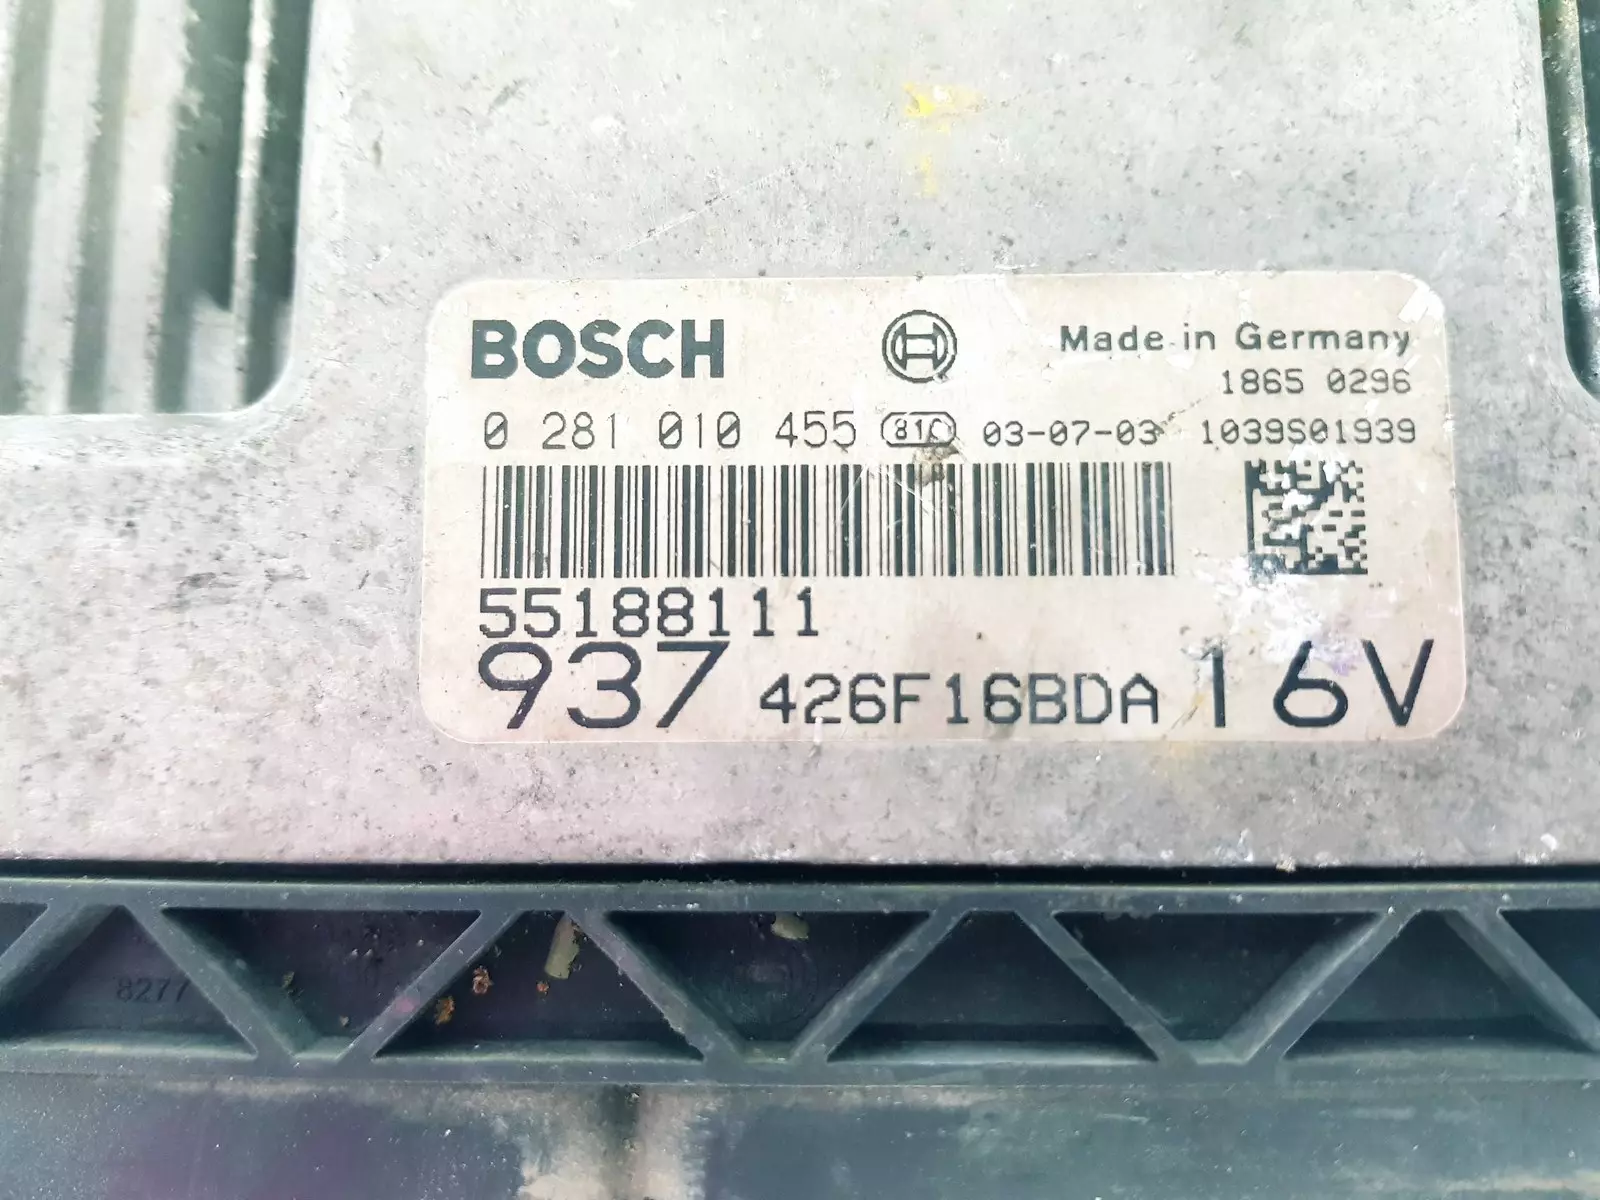 BOSCH Made in Germany
1865 0296
0 281 010 455 81C 03-07-03 1039S01939
55188111
937 426F16BDA 16V
8277